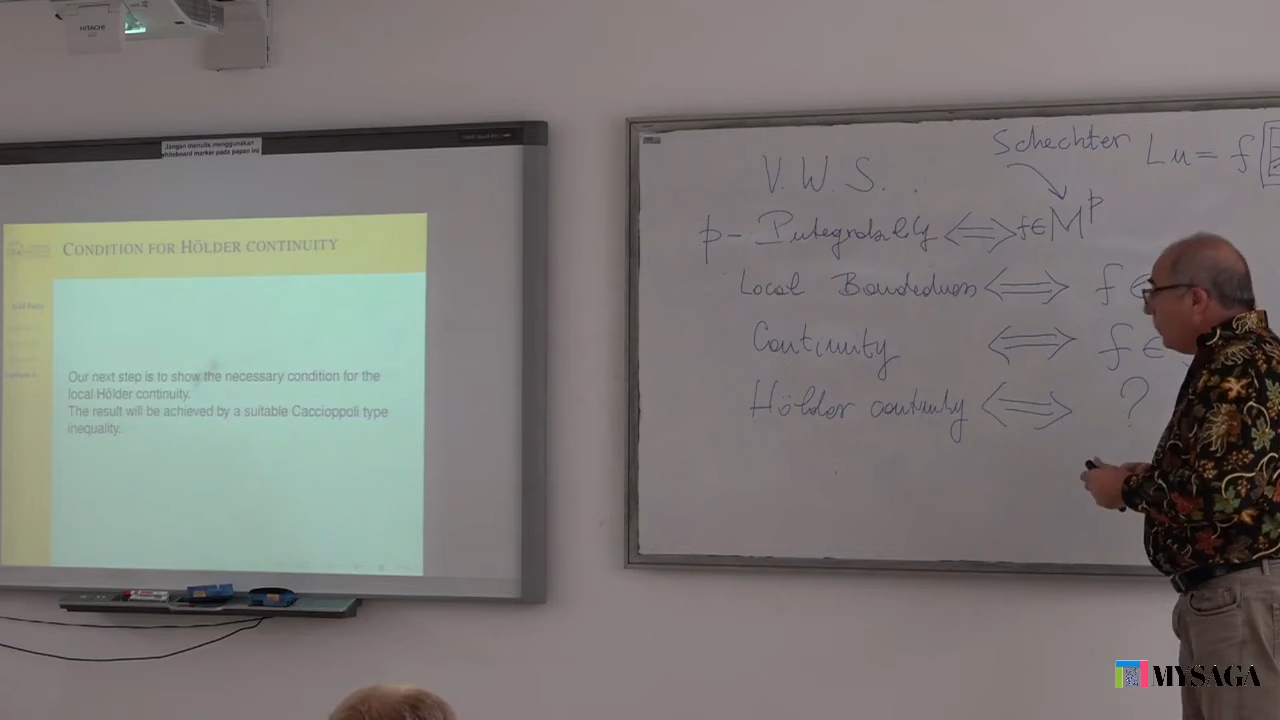 HITACHI
Jangan menulis menggunakan
whiteboard marker pada papan ini
CONDITION FOR HÖLDER CONTINUITY
Our next step is to show the necessary condition for the
local Hölder continuity.
The result will be achieved by a suitable Caccioppoli type
inequality.
Schechter Lu = f
V.W.S. . .
p - Integrability ⟺ f ∈ M^p
Local Boundedness ⟺ f ∈
Continuity ⟺ f ∈
Hölder continuity ⟺ ?
MYSAGA